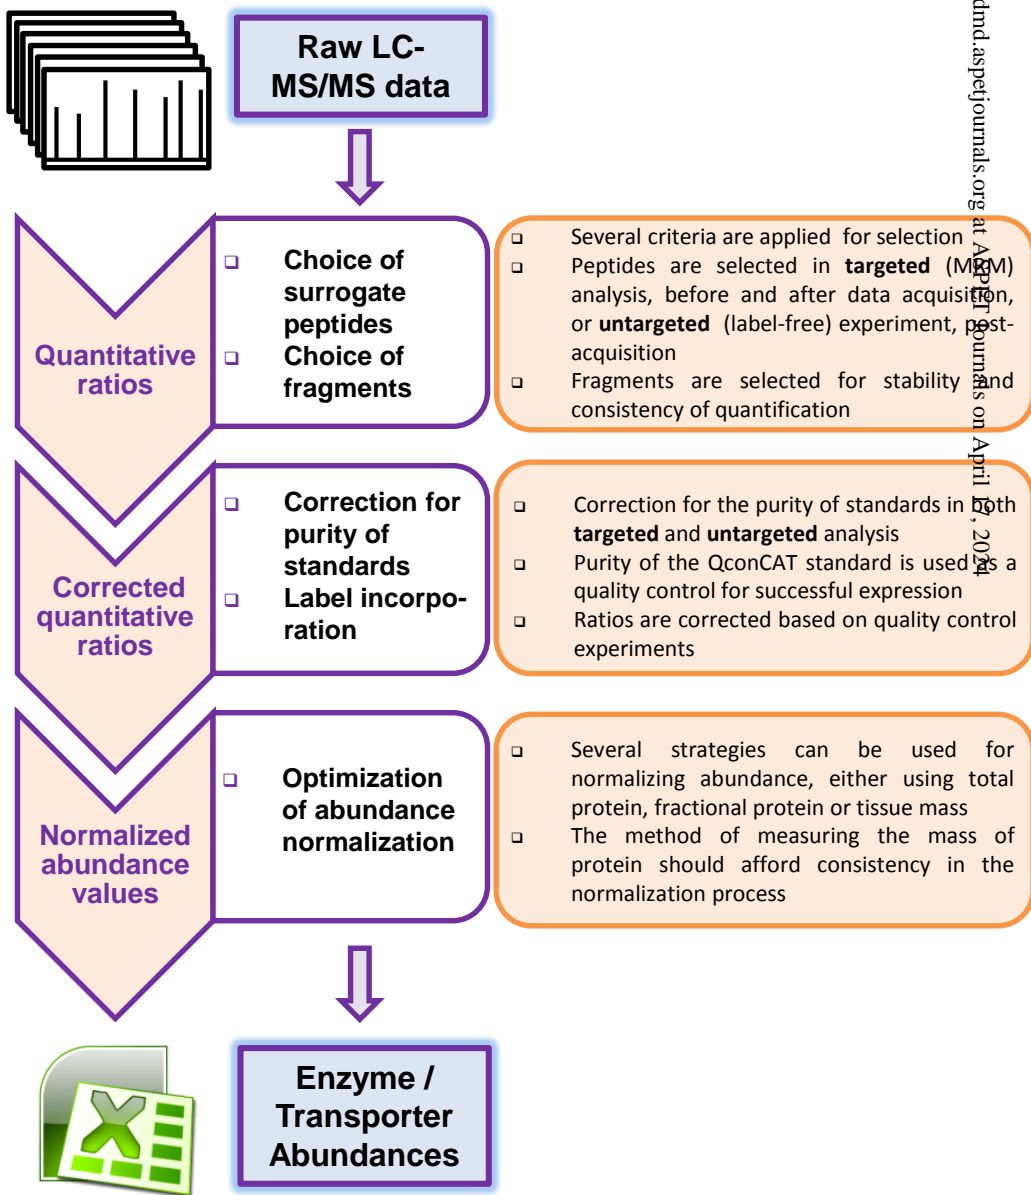 Raw LC-
MS/MS data
Quantitative
ratios
❑ Choice of
surrogate
peptides
❑ Choice of
fragments
❑ Several criteria are applied for selection
❑ Peptides are selected in targeted (MRM)
analysis, before and after data acquisition,
or untargeted (label-free) experiment, post-
acquisition
❑ Fragments are selected for stability and
consistency of quantification
Corrected
quantitative
ratios
❑ Correction for
purity of
standards
❑ Label incorpo-
ration
❑ Correction for the purity of standards in both
targeted and untargeted analysis
❑ Purity of the QconCAT standard is used as a
quality control for successful expression
❑ Ratios are corrected based on quality control
experiments
Normalized
abundance
values
❑ Optimization
of abundance
normalization
❑ Several strategies can be used for
normalizing abundance, either using total
protein, fractional protein or tissue mass
❑ The method of measuring the mass of
protein should afford consistency in the
normalization process
Enzyme /
Transporter
Abundances
dmd.aspetjournals.org at ASPET Journals on April 17, 2024